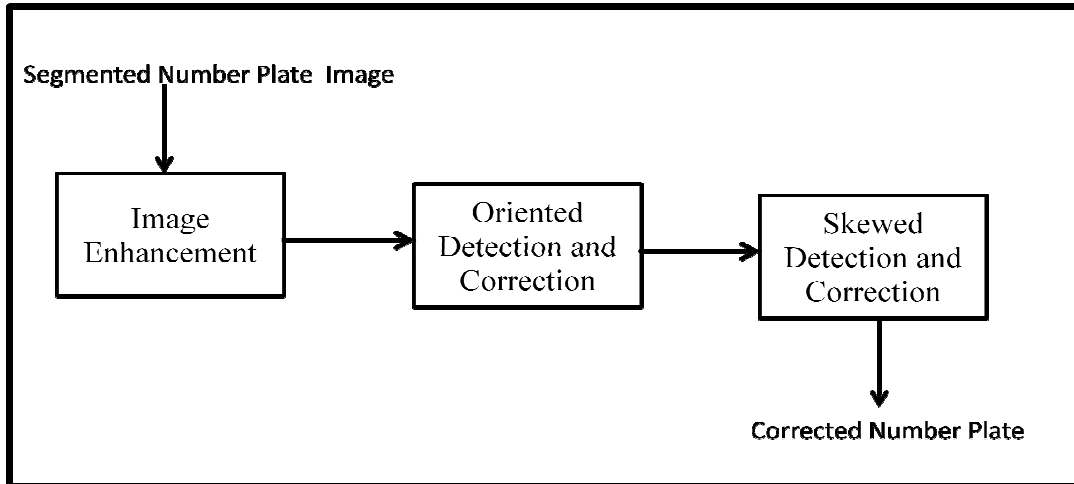 Segmented Number Plate Image
Image
Enhancement
Oriented
Detection and
Correction
Skewed
Detection and
Correction
Corrected Number Plate